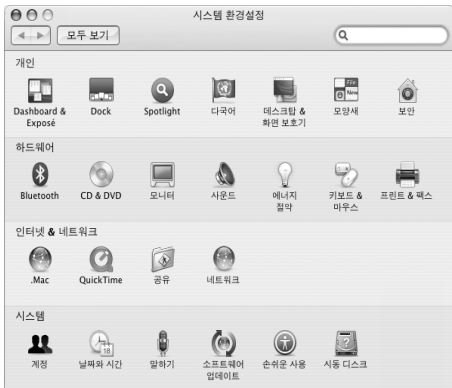 시스템 환경설정
모두 보기
개인
Dashboard & Exposé
Dock
Spotlight
다국어
데스크탑 & 화면 보호기
File
New
모양새
보안
하드웨어
Bluetooth
CD & DVD
모니터
사운드
에너지 절약
키보드 & 마우스
프린트 & 팩스
인터넷 & 네트워크
.Mac
QuickTime
공유
네트워크
시스템
계정
18
날짜와 시간
말하기
소프트웨어 업데이트
손쉬운 사용
시동 디스크